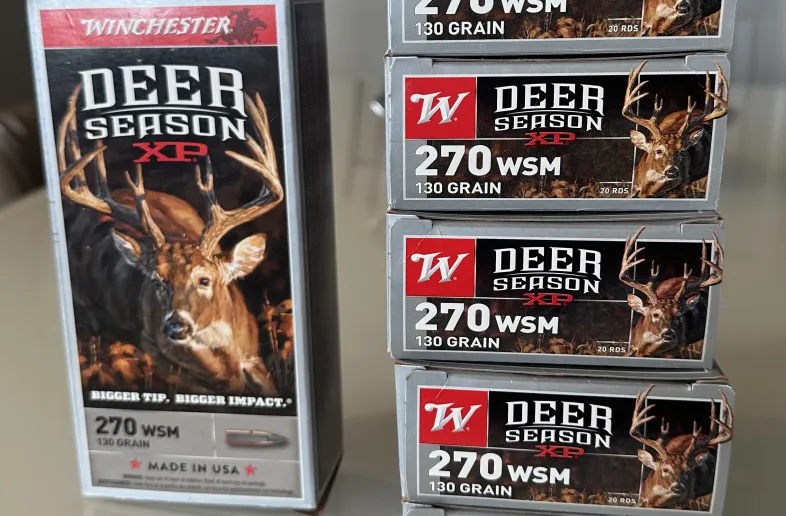 WINCHESTER
DEER
SEASON
XP
BIGGER TIP. BIGGER IMPACT.®
270 WSM
130 GRAIN
★ MADE IN USA ★
270 WSM
130 GRAIN
20 RDS
W
DEER
SEASON
XP
270 WSM
130 GRAIN
20 RDS
W
DEER
SEASON
XP
270 WSM
130 GRAIN
20 RDS
W
DEER
SEASON
XP
270 WSM
130 GRAIN
20 RDS